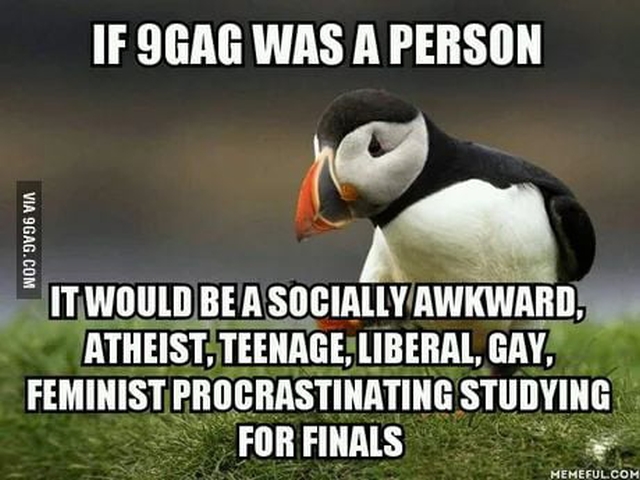 IF 9GAG WAS A PERSON
VIA 9GAG.COM
IT WOULD BE A SOCIALLY AWKWARD,
ATHEIST, TEENAGE, LIBERAL, GAY,
FEMINIST PROCRASTINATING STUDYING
FOR FINALS
MEMEFUL.COM